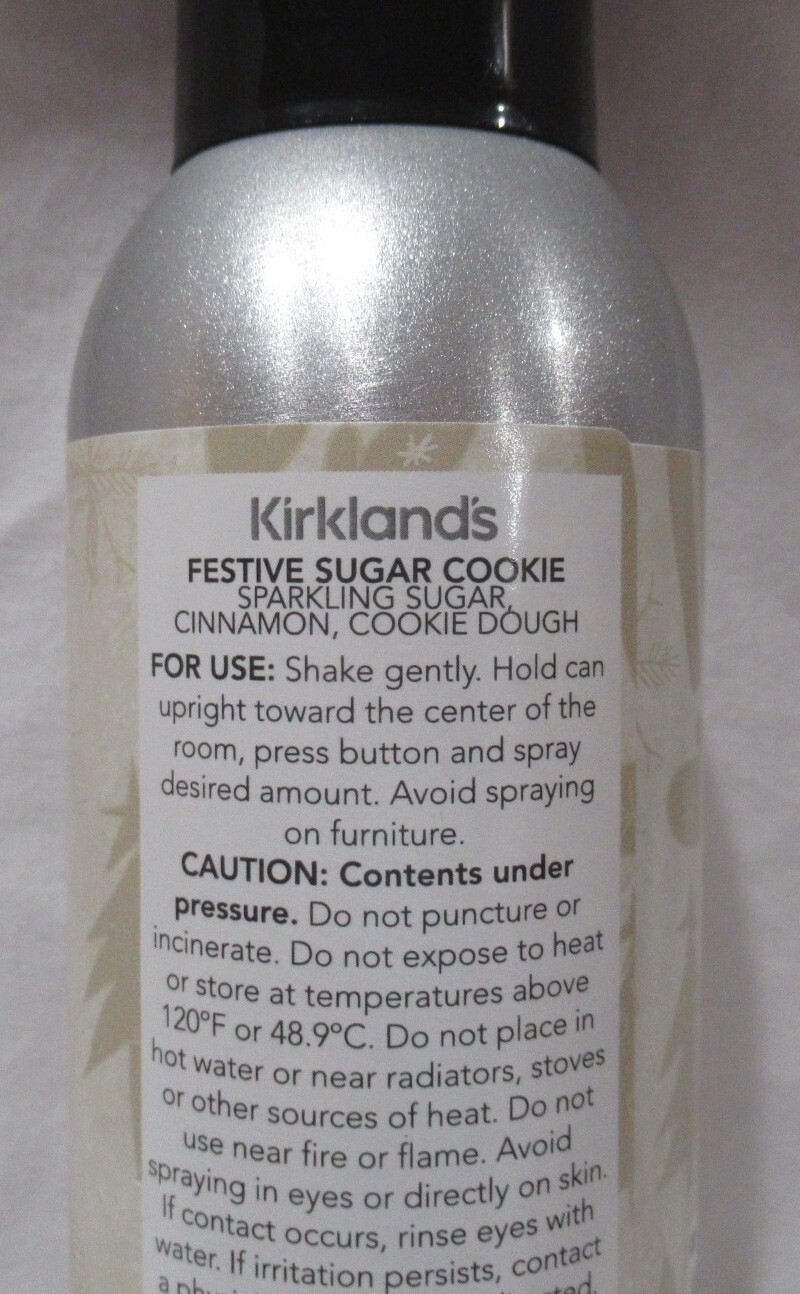 Kirkland's
FESTIVE SUGAR COOKIE
SPARKLING SUGAR,
CINNAMON, COOKIE DOUGH
FOR USE: Shake gently. Hold can
upright toward the center of the
room, press button and spray
desired amount. Avoid spraying
on furniture.
CAUTION: Contents under
pressure. Do not puncture or
incinerate. Do not expose to heat
or store at temperatures above
120°F or 48.9°C. Do not place in
hot water or near radiators, stoves
or other sources of heat. Do not
use near fire or flame. Avoid
spraying in eyes or directly on skin.
If contact occurs, rinse eyes with
water. If irritation persists, contact
a